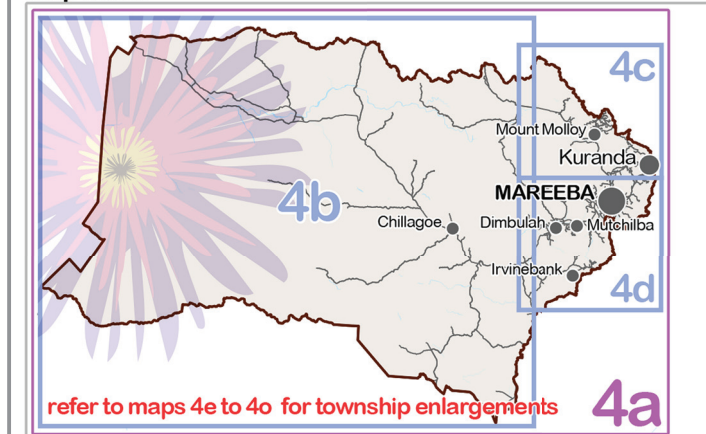 4c
Mount Molloy
Kuranda
MAREEBA
4b
Chillagoe
Dimbulah
Mutchilba
Irvinebank
4d
refer to maps 4e to 4o for township enlargements
4a